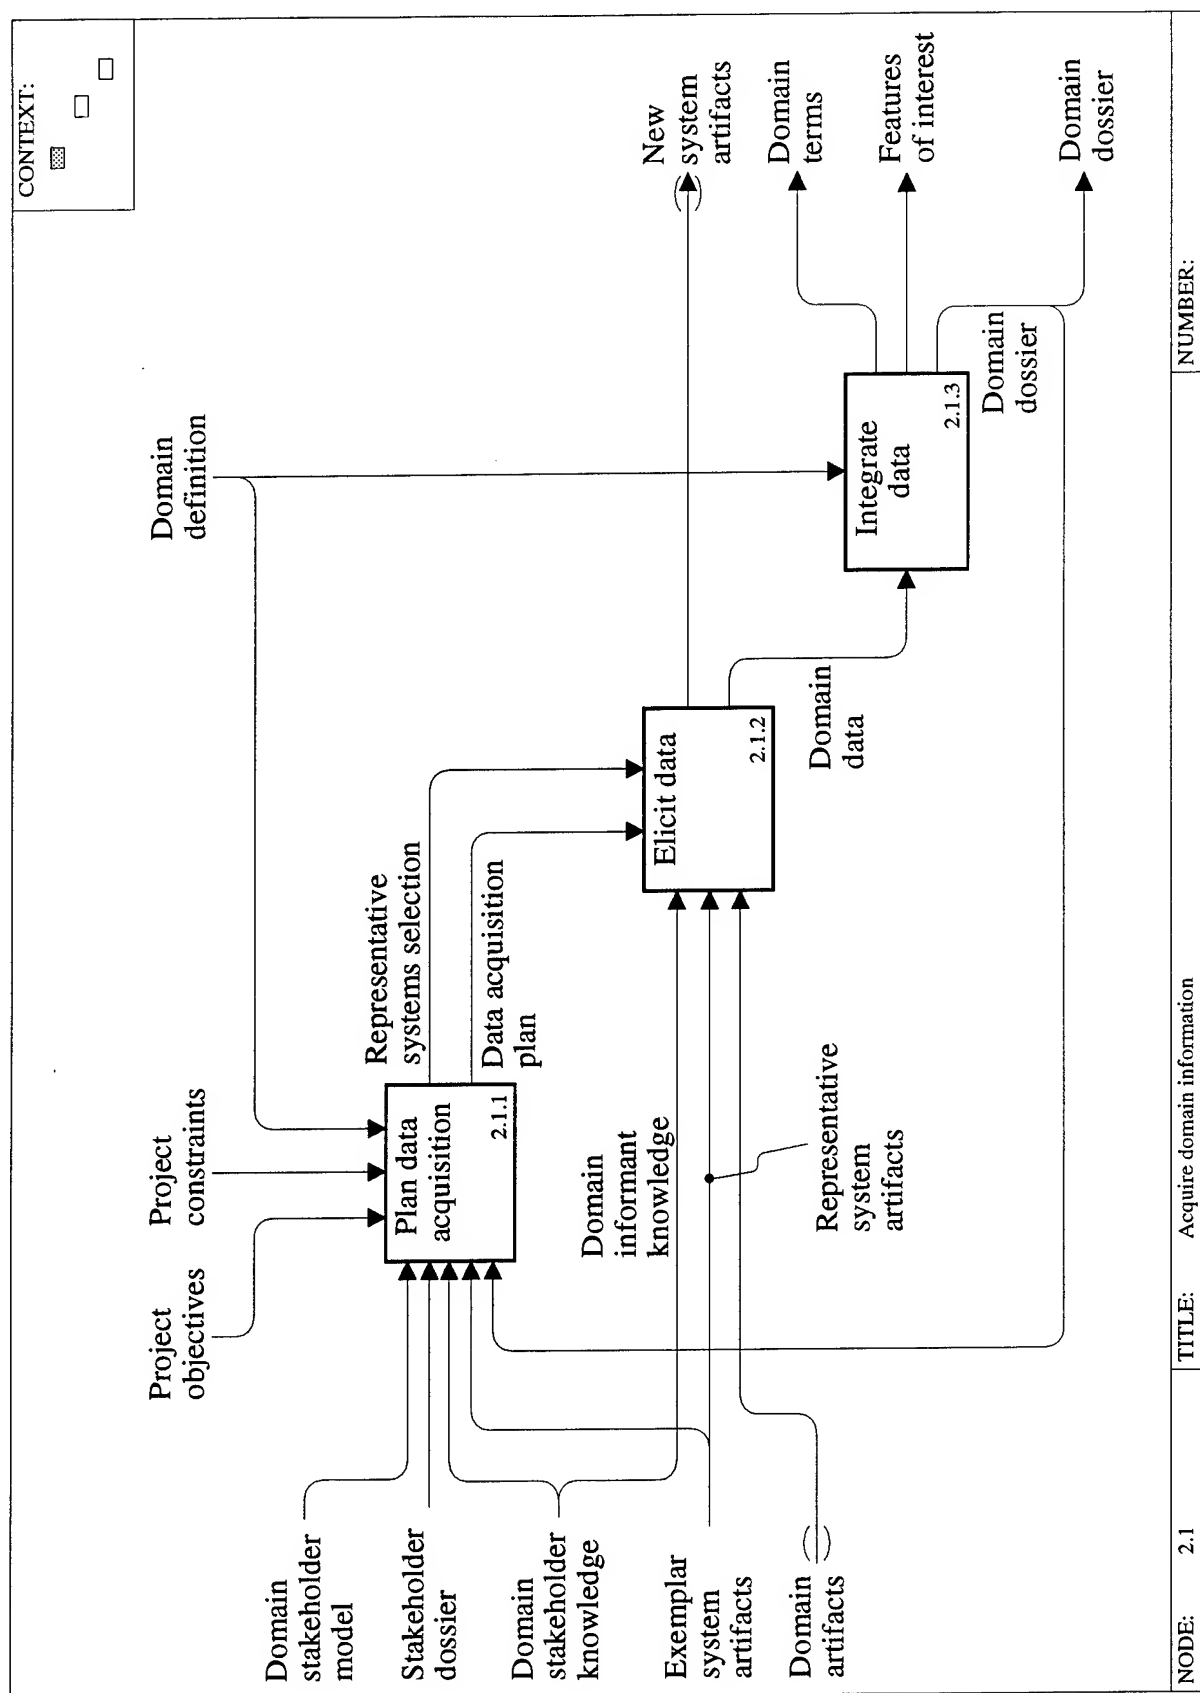 CONTEXT:
Project
objectives
Project
constraints
Domain
definition
Domain
stakeholder
model
Stakeholder
dossier
Domain
stakeholder
knowledge
Exemplar
system
artifacts
Domain
artifacts
Plan data
acquisition
2.1.1
Representative
systems selection
Data acquisition
plan
Domain
informant
knowledge
Representative
system
artifacts
Elicit data
2.1.2
Domain
data
Integrate
data
2.1.3
Domain
dossier
New
system
artifacts
Domain
terms
Features
of interest
Domain
dossier
NODE: 2.1
TITLE: Acquire domain information
NUMBER: